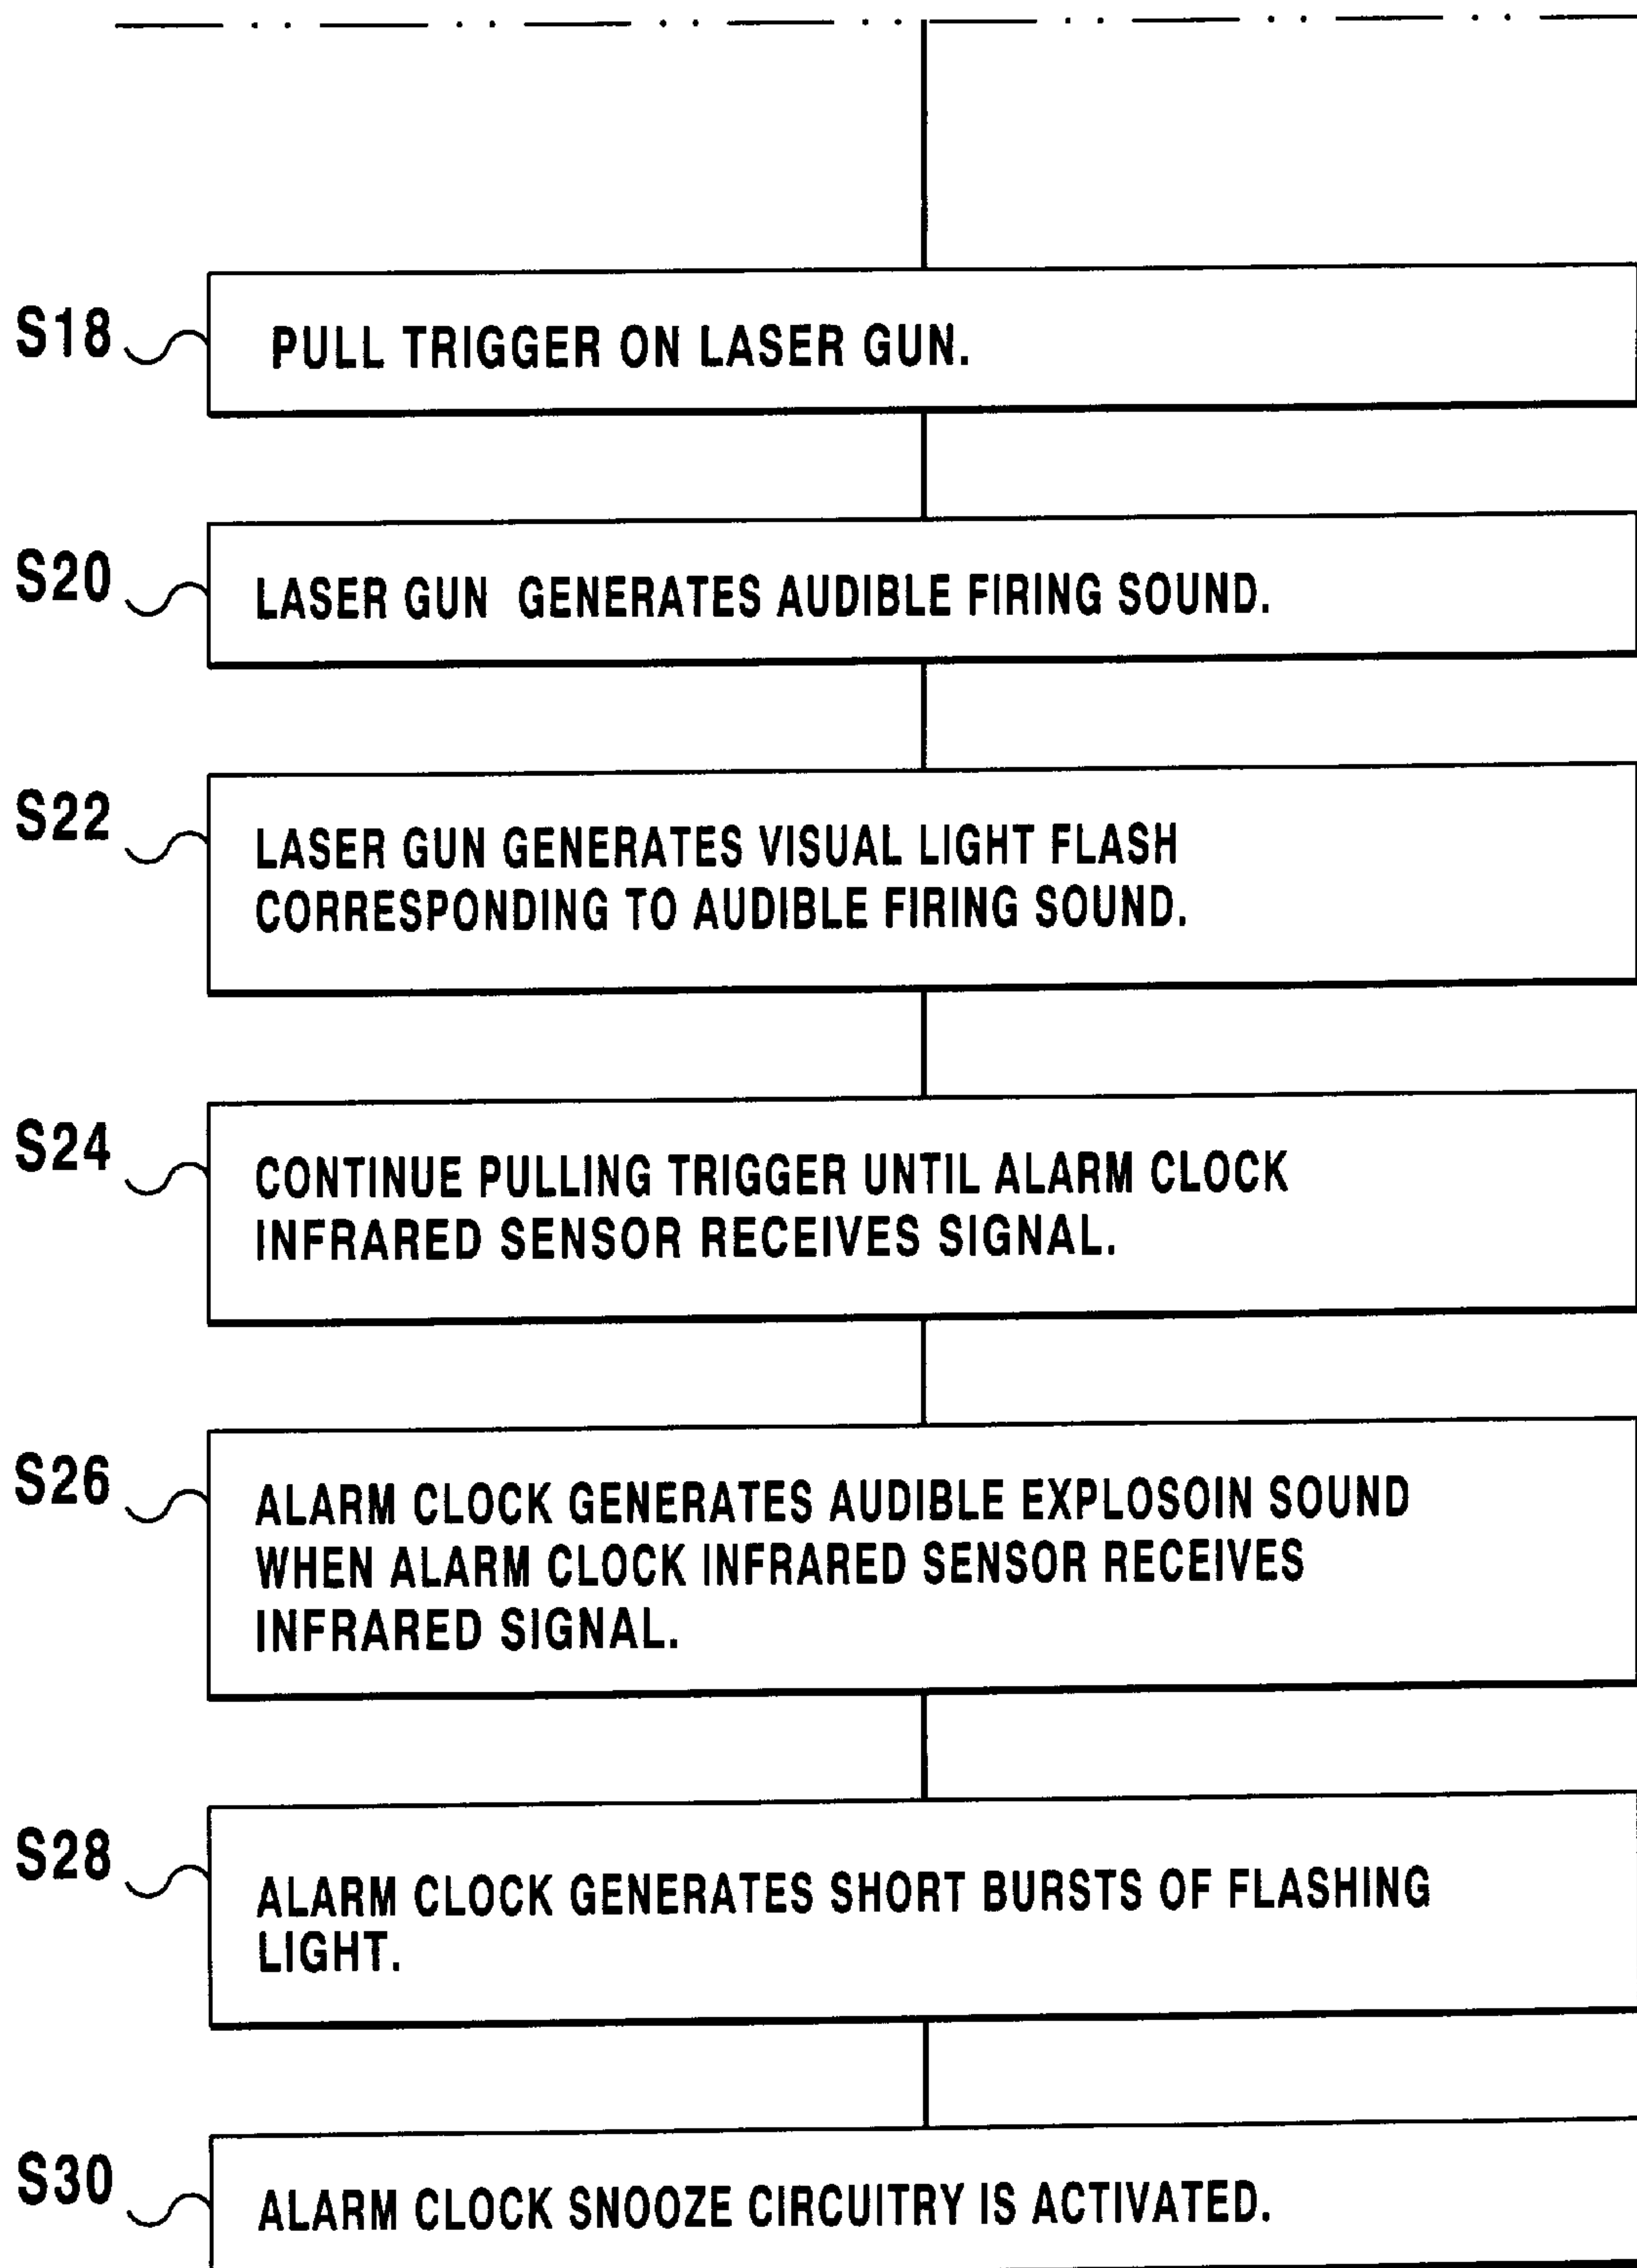 S18
PULL TRIGGER ON LASER GUN.
S20
LASER GUN GENERATES AUDIBLE FIRING SOUND.
S22
LASER GUN GENERATES VISUAL LIGHT FLASH
CORRESPONDING TO AUDIBLE FIRING SOUND.
S24
CONTINUE PULLING TRIGGER UNTIL ALARM CLOCK
INFRARED SENSOR RECEIVES SIGNAL.
S26
ALARM CLOCK GENERATES AUDIBLE EXPLOSOIN SOUND
WHEN ALARM CLOCK INFRARED SENSOR RECEIVES
INFRARED SIGNAL.
S28
ALARM CLOCK GENERATES SHORT BURSTS OF FLASHING
LIGHT.
S30
ALARM CLOCK SNOOZE CIRCUITRY IS ACTIVATED.